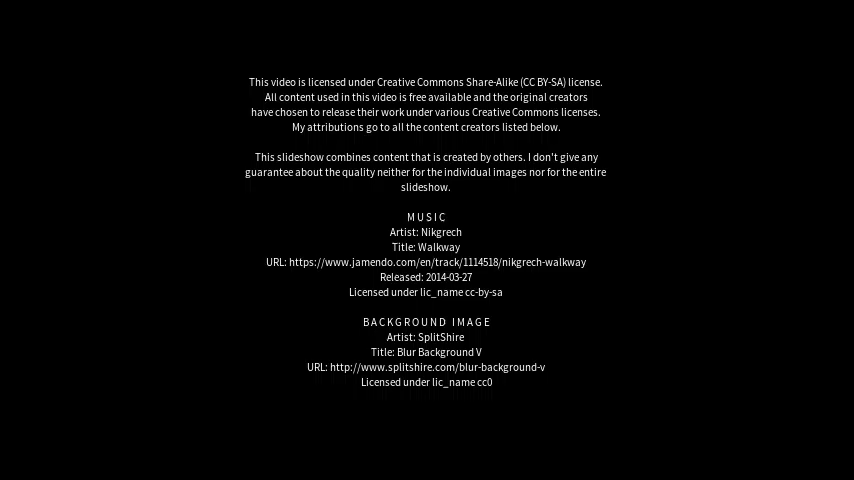 This video is licensed under Creative Commons Share-Alike (CC BY-SA) license.
All content used in this video is free available and the original creators
have chosen to release their work under various Creative Commons licenses.
My attributions go to all the content creators listed below.
This slideshow combines content that is created by others. I don't give any
guarantee about the quality neither for the individual images nor for the entire
slideshow.
MUSIC
Artist: Nikgrech
Title: Walkway
URL: https://www.jamendo.com/en/track/1114518/nikgrech-walkway
Released: 2014-03-27
Licensed under lic_name cc-by-sa
BACKGROUND IMAGE
Artist: SplitShire
Title: Blur Background V
URL: http://www.splitshire.com/blur-background-v
Licensed under lic_name cc0